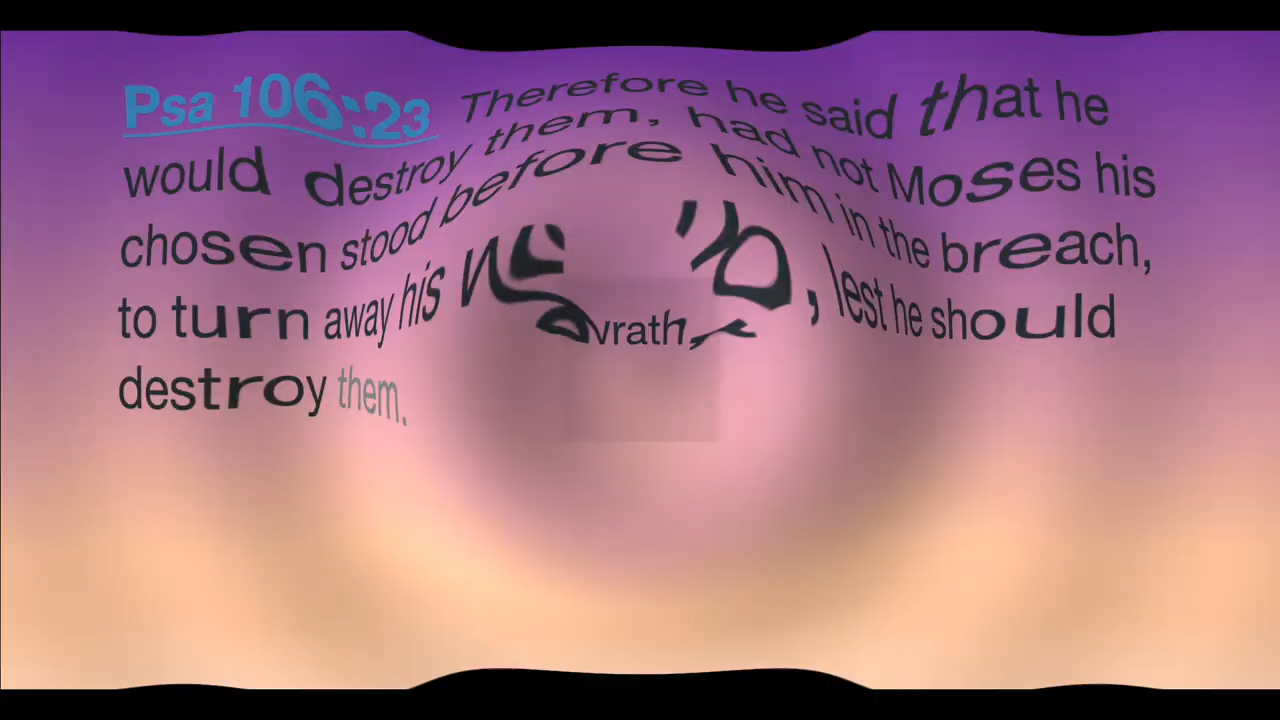 Psa 106:23 Therefore he said that he
would destroy them, had not Moses his
chosen stood before him in the breach,
to turn away his wrath, lest he should
destroy them.